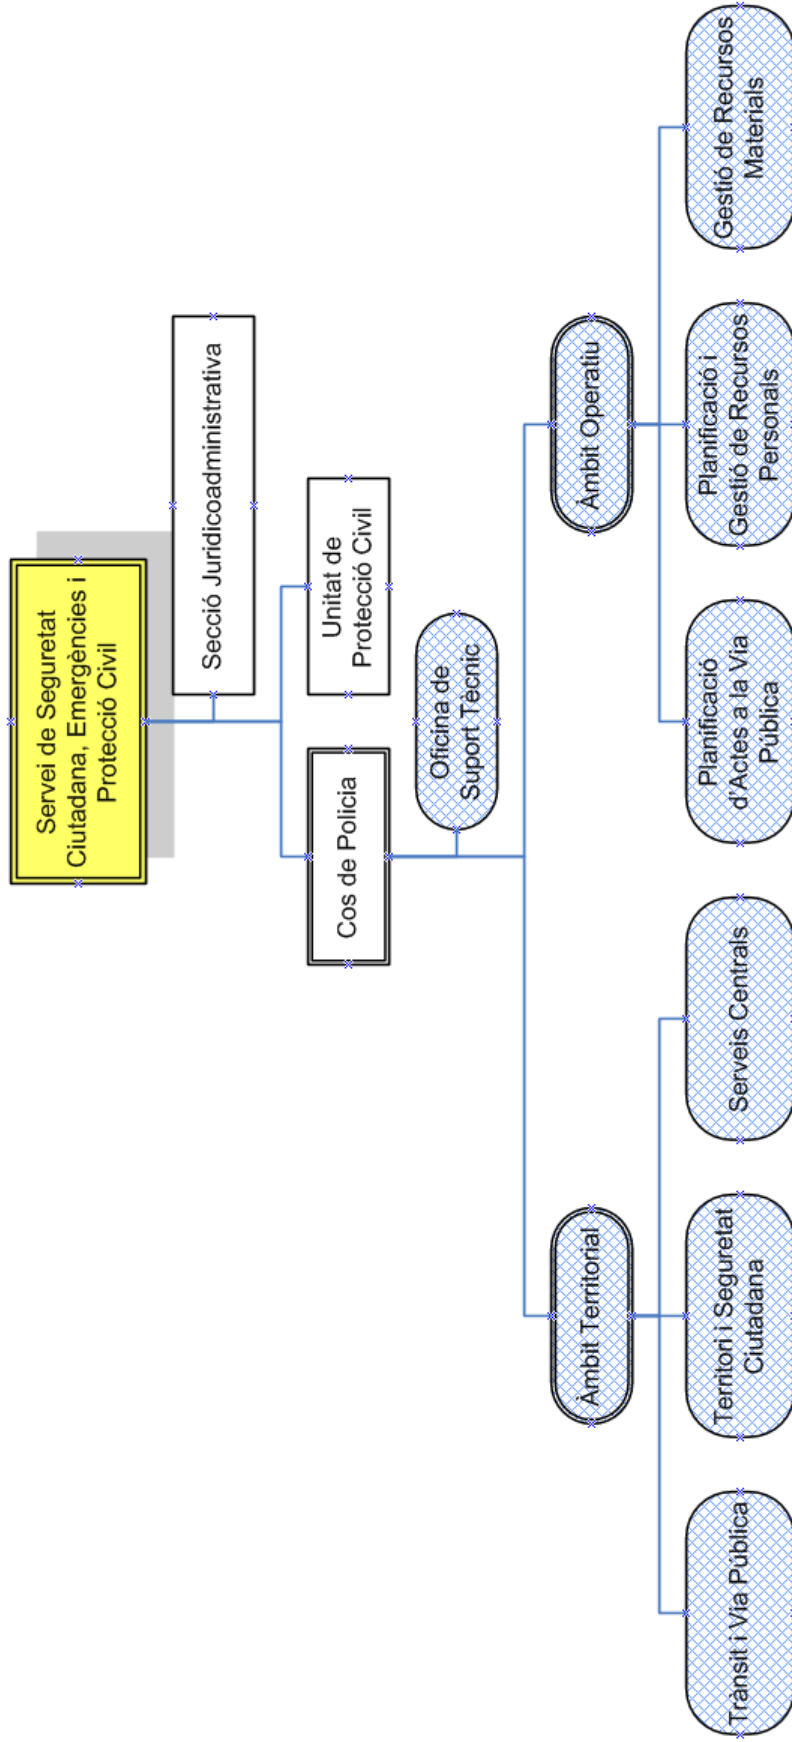 Servei de Seguretat
Ciutadana, Emergències i
Protecció Civil
Secció Juridicoadministrativa
Cos de Policia
Unitat de
Protecció Civil
Oficina de
Suport Tècnic
Àmbit Territorial
Àmbit Operatiu
Trànsit i Via Pública
Territori i Seguretat
Ciutadana
Serveis Centrals
Planificació
d'Actes a la Via
Pública
Planificació i
Gestió de Recursos
Personals
Gestió de Recursos
Materials